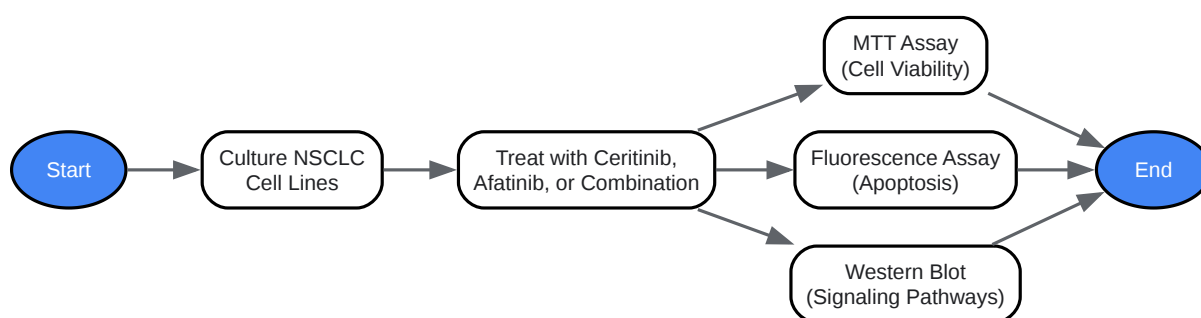 Start
Culture NSCLC
Cell Lines
Treat with Ceritinib,
Afatinib, or Combination
MTT Assay
(Cell Viability)
Fluorescence Assay
(Apoptosis)
Western Blot
(Signaling Pathways)
End